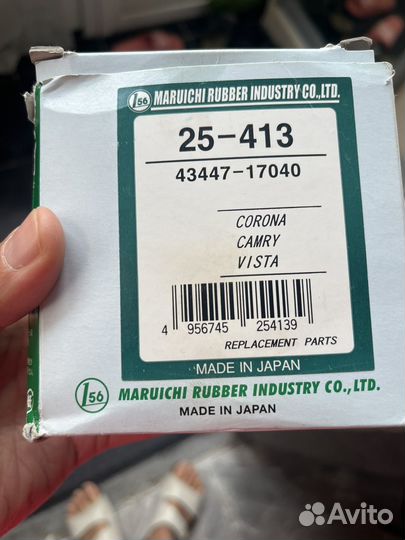 156 MARUICHI RUBBER INDUSTRY CO.,LTD.
25-413
43447-17040
CORONA
CAMRY
VISTA
4 956745 254139
REPLACEMENT PARTS
MADE IN JAPAN
156 MARUICHI RUBBER INDUSTRY CO., LTD.
MADE IN JAPAN
Avito